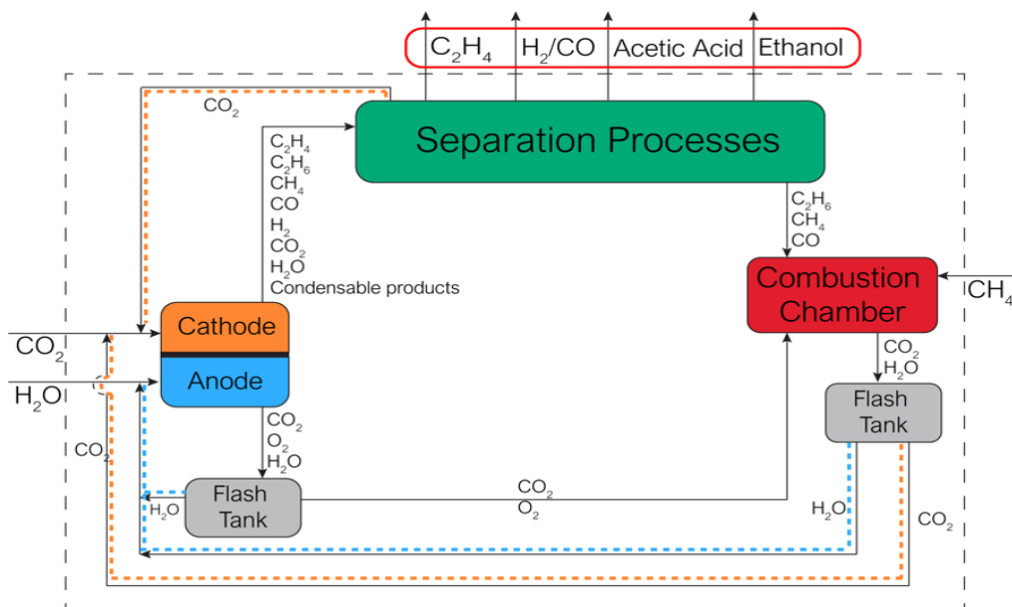 C₂H₄ H₂/CO Acetic Acid Ethanol
CO₂
Separation Processes
C₂H₄
C₂H₆
CH₄
CO
H₂
CO₂
H₂O
Condensable products
C₂H₆
CH₄
CO
Combustion
Chamber
CH₄
Cathode
CO₂
Anode
H₂O
CO₂
H₂O
Flash
Tank
CO₂
O₂
H₂O
CO₂
Flash
Tank
H₂O
CO₂
O₂
H₂O
CO₂